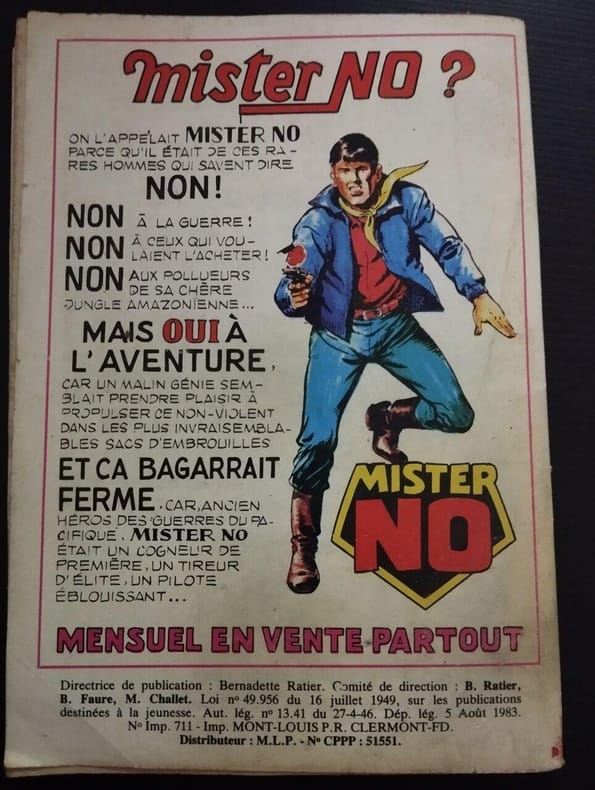 mister NO ?
ON L'APPELAIT MISTER NO
PARCE QU'IL ÉTAIT DE CES RA-
RES HOMMES QUI SAVENT DIRE
NON !
NON À LA GUERRE !
NON À CEUX QUI VOU-
LAIENT L'ACHETER !
NON AUX POLLUEURS
DE SA CHÈRE
JUNGLE AMAZONIENNE...
MAIS OUI À
L'AVENTURE,
CAR UN MALIN GÉNIE SEM-
BLAIT PRENDRE PLAISIR À
PROPULSER CE NON-VIOLENT
DANS LES PLUS INVRAISEMBLA-
BLES SACS D'EMBROUILLES
ET CA BAGARRAIT
FERME. CAR, ANCIEN
HÉROS DES GUERRES DU PA-
CIFIQUE, MISTER NO
ÉTAIT UN COGNEUR DE
PREMIÈRE, UN TIREUR
D'ÉLITE, UN PILOTE
ÉBLOUISSANT...
MISTER
NO
MENSUEL EN VENTE PARTOUT
Directrice de publication : Bernadette Ratier. Comité de direction : B. Ratier,
B. Faure, M. Challet. Loi n° 49.956 du 16 juillet 1949, sur les publications
destinées à la jeunesse. Aut. lég. n° 13.41 du 27-4-46. Dép. lég. 5 Août 1983.
N° Imp. 711 - Imp. MONT-LOUIS P.R. CLERMONT-FD.
Distributeur : M.L.P. - N° CPPP : 51551.